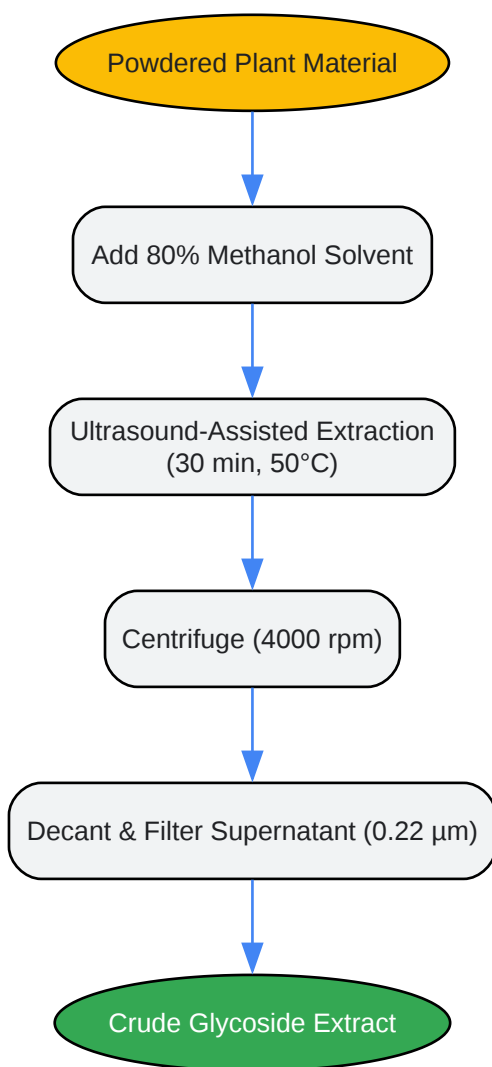 Powdered Plant Material
Add 80% Methanol Solvent
Ultrasound-Assisted Extraction
(30 min, 50°C)
Centrifuge (4000 rpm)
Decant & Filter Supernatant (0.22 µm)
Crude Glycoside Extract